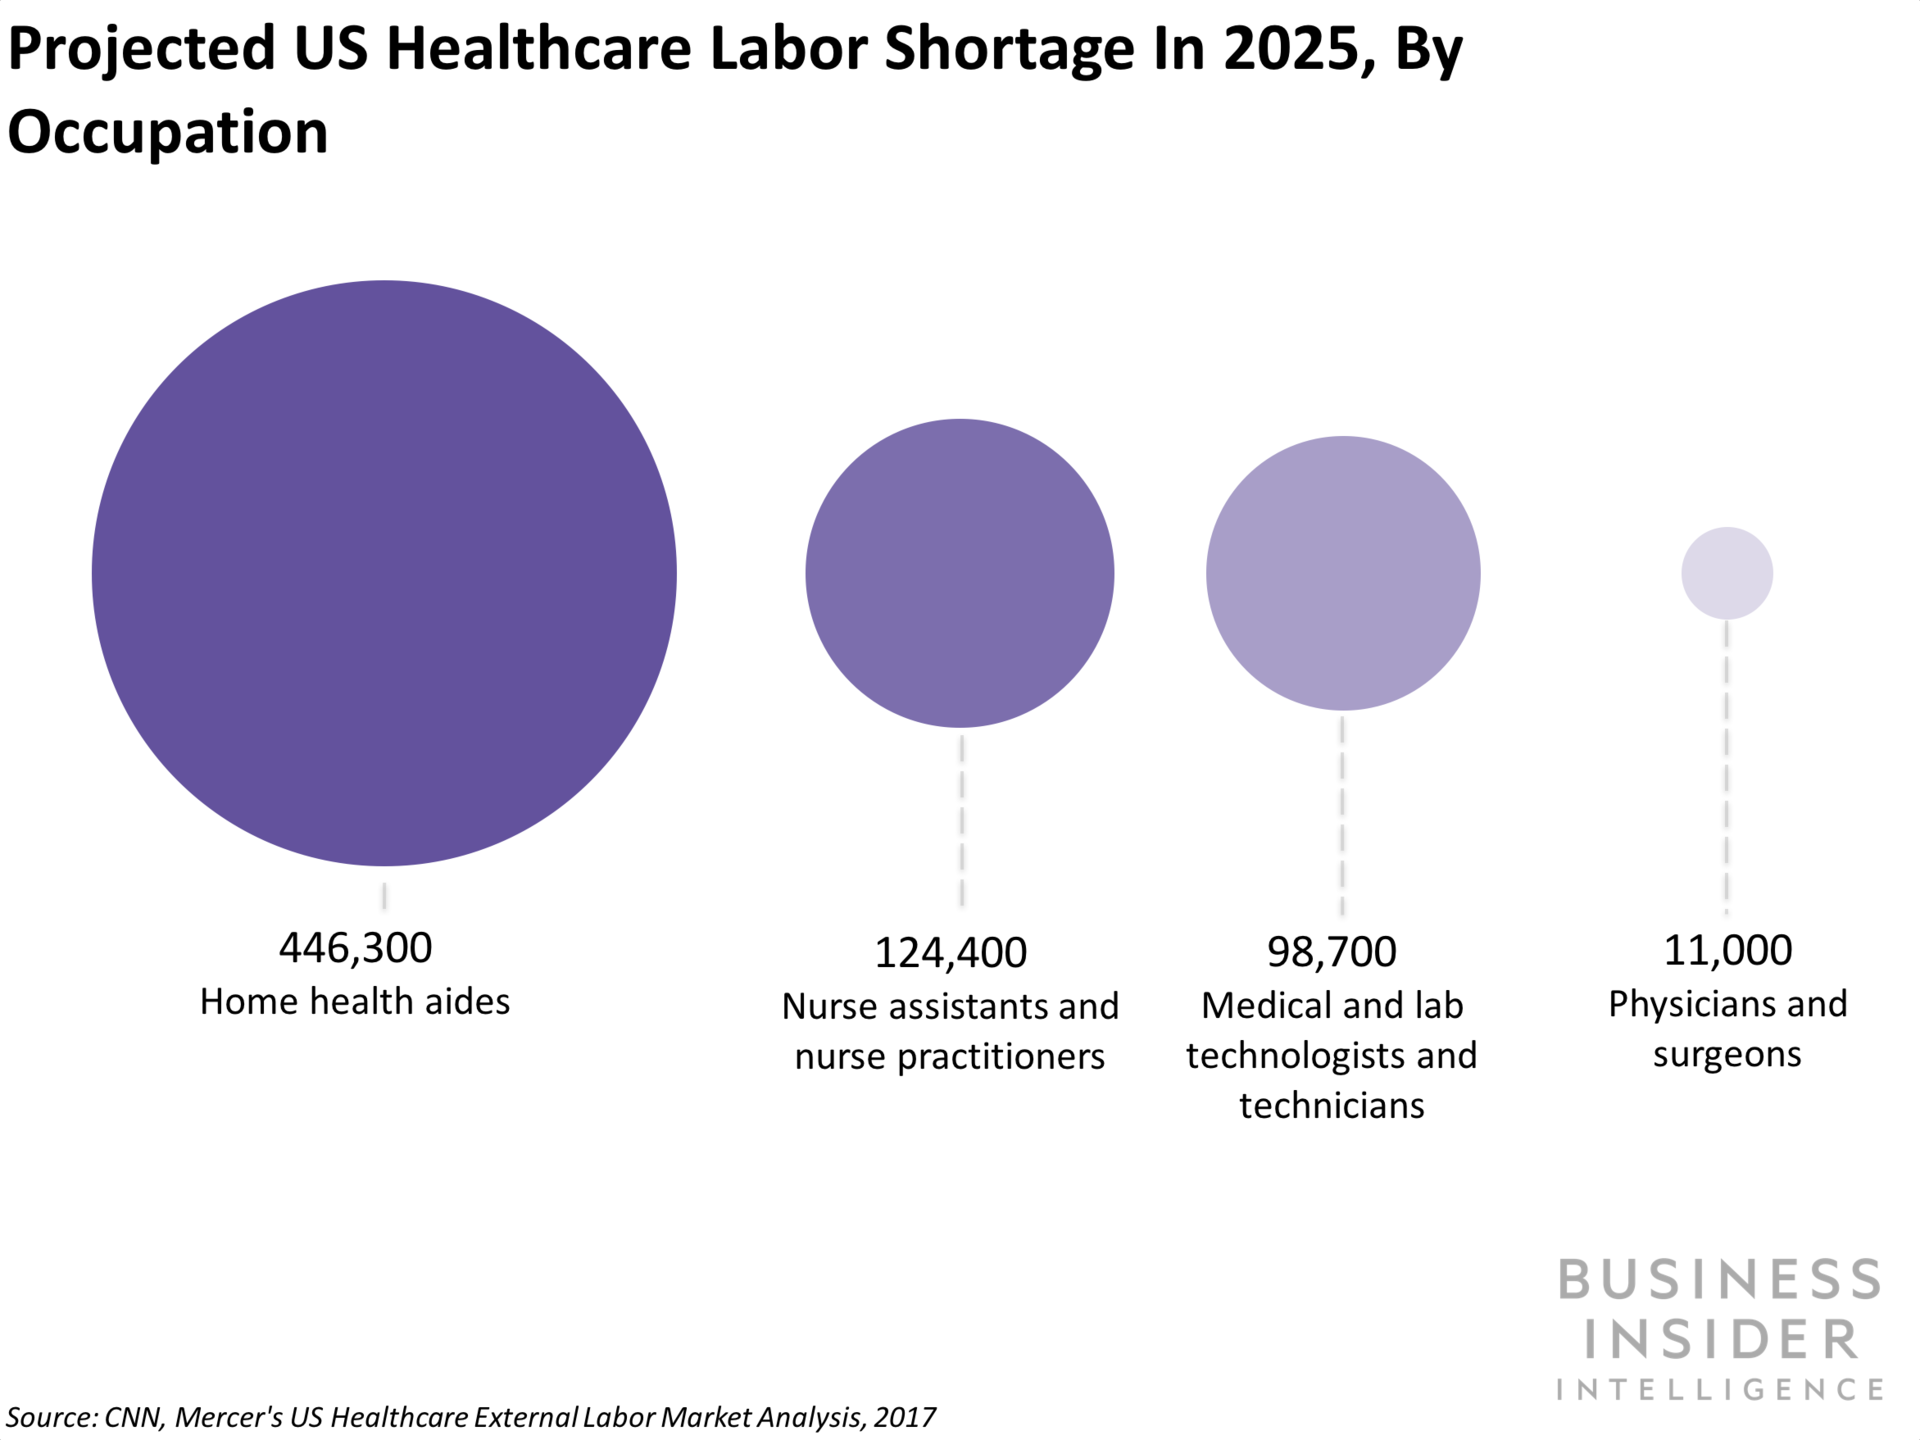 Projected US Healthcare Labor Shortage In 2025, By
Occupation
446,300
Home health aides
124,400
Nurse assistants and
nurse practitioners
98,700
Medical and lab
technologists and
technicians
11,000
Physicians and
surgeons
BUSINESS
INSIDER
INTELLIGENCE
Source: CNN, Mercer's US Healthcare External Labor Market Analysis, 2017